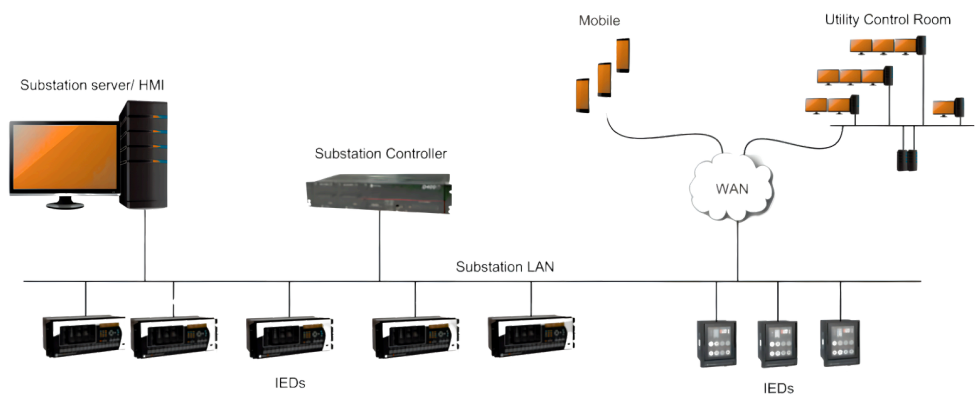 Mobile
Utility Control Room
Substation server/ HMI
Substation Controller
WAN
Substation LAN
IEDs
IEDs